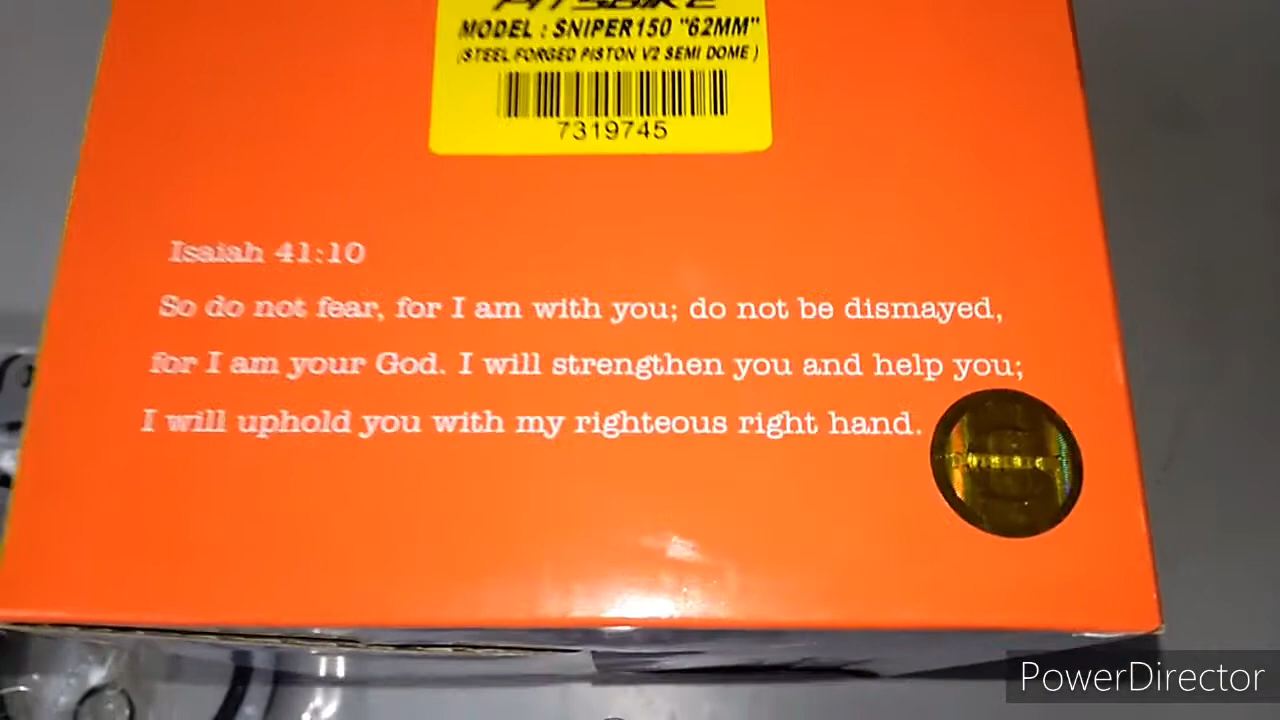 PITSBIKE
MODEL : SNIPER150 "62MM"
(STEEL FORGED PISTON V2 SEMI DOME )
7319745
Isaiah 41:10
So do not fear, for I am with you; do not be dismayed,
for I am your God. I will strengthen you and help you;
I will uphold you with my righteous right hand.
PowerDirector